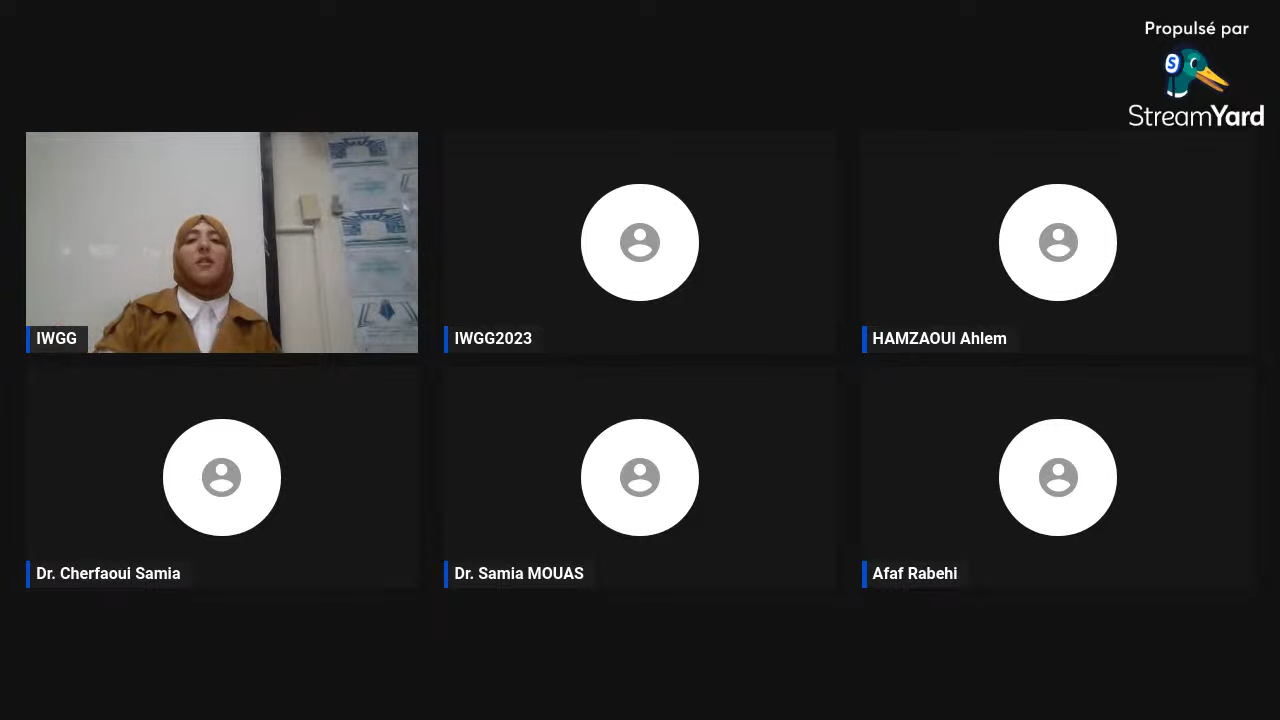 Propulsé par
S
StreamYard
IWGG
IWGG2023
HAMZAOUI Ahlem
Dr. Cherfaoui Samia
Dr. Samia MOUAS
Afaf Rabehi